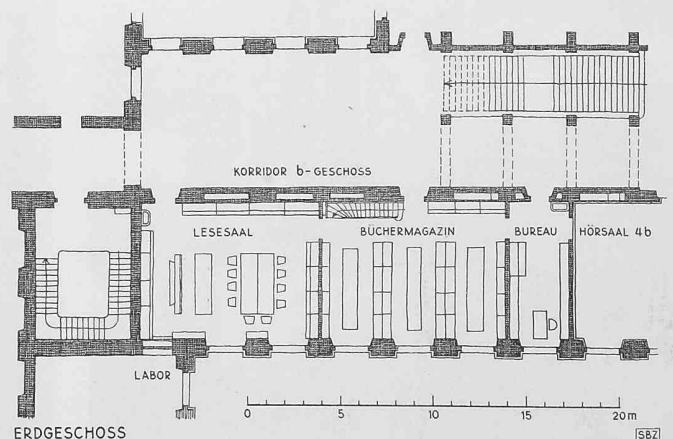 KORRIDOR b-GESCHOSS
LESESAAL
BÜCHERMAGAZIN
BUREAU
HÖRSAAL 4b
LABOR
0 5 10 15 20m
ERDGESCHOSS
SBZ